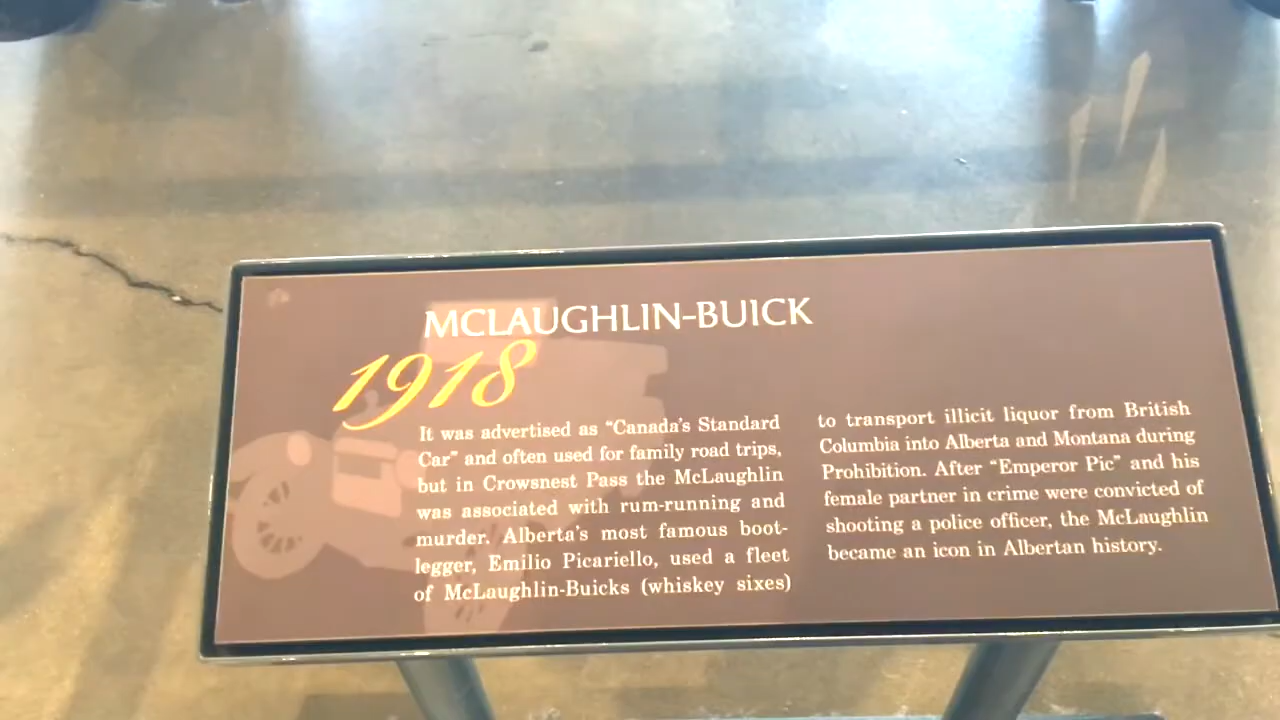 MCLAUGHLIN-BUICK
1918
It was advertised as "Canada's Standard
Car" and often used for family road trips,
but in Crowsnest Pass the McLaughlin
was associated with rum-running and
murder. Alberta's most famous boot-
legger, Emilio Picariello, used a fleet
of McLaughlin-Buicks (whiskey sixes)
to transport illicit liquor from British
Columbia into Alberta and Montana during
Prohibition. After "Emperor Pic" and his
female partner in crime were convicted of
shooting a police officer, the McLaughlin
became an icon in Albertan history.